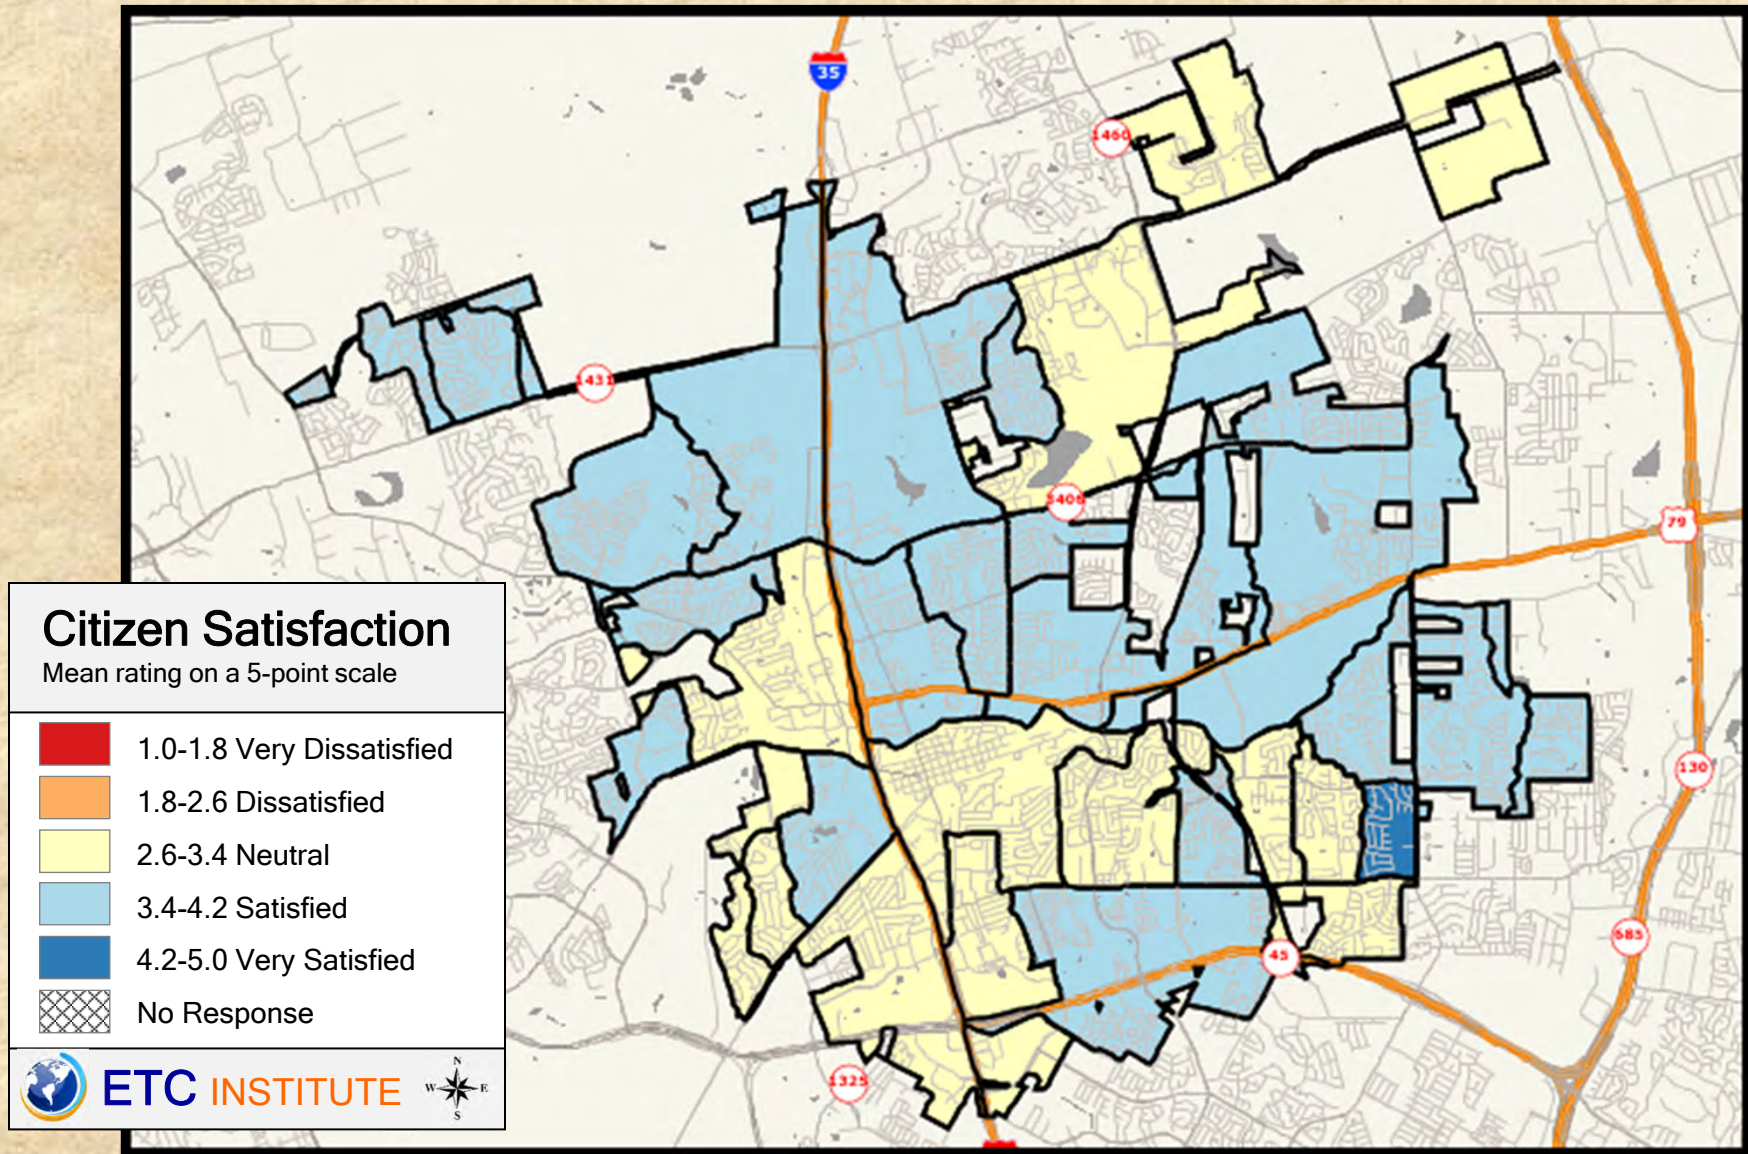 35
1460
1431
3406
79
Citizen Satisfaction
Mean rating on a 5-point scale
1.0-1.8 Very Dissatisfied
1.8-2.6 Dissatisfied
2.6-3.4 Neutral
3.4-4.2 Satisfied
4.2-5.0 Very Satisfied
No Response
130
685
45
1325
ETC INSTITUTE
N
W E
S